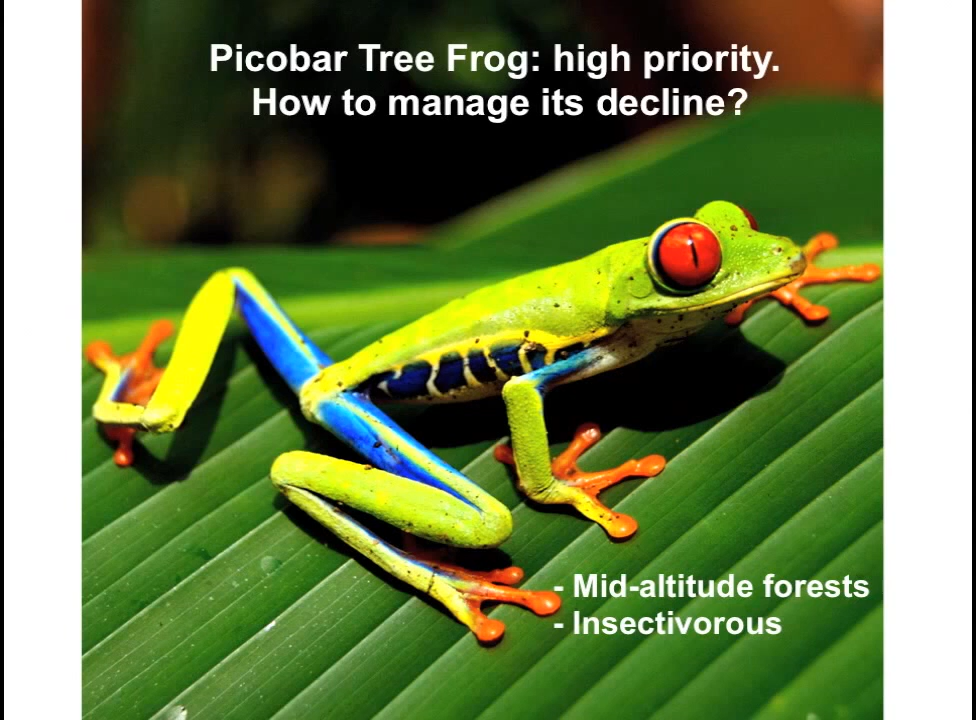 Picobar Tree Frog: high priority.
How to manage its decline?
- Mid-altitude forests
- Insectivorous